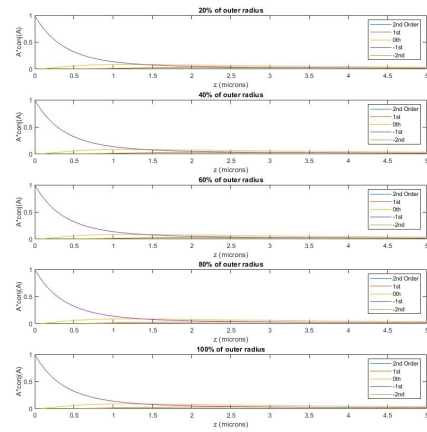 20% of outer radius
A*conj(A)
1
0.5
0
2nd Order
1st
0th
-1st
-2nd
0 0.5 1 1.5 2 2.5 3 3.5 4 4.5 5
z (microns)
40% of outer radius
A*conj(A)
1
0.5
0
2nd Order
1st
0th
-1st
-2nd
0 0.5 1 1.5 2 2.5 3 3.5 4 4.5 5
z (microns)
60% of outer radius
A*conj(A)
1
0.5
0
2nd Order
1st
0th
-1st
-2nd
0 0.5 1 1.5 2 2.5 3 3.5 4 4.5 5
z (microns)
80% of outer radius
A*conj(A)
1
0.5
0
2nd Order
1st
0th
-1st
-2nd
0 0.5 1 1.5 2 2.5 3 3.5 4 4.5 5
z (microns)
100% of outer radius
A*conj(A)
1
0.5
0
2nd Order
1st
0th
-1st
-2nd
0 0.5 1 1.5 2 2.5 3 3.5 4 4.5 5
z (microns)